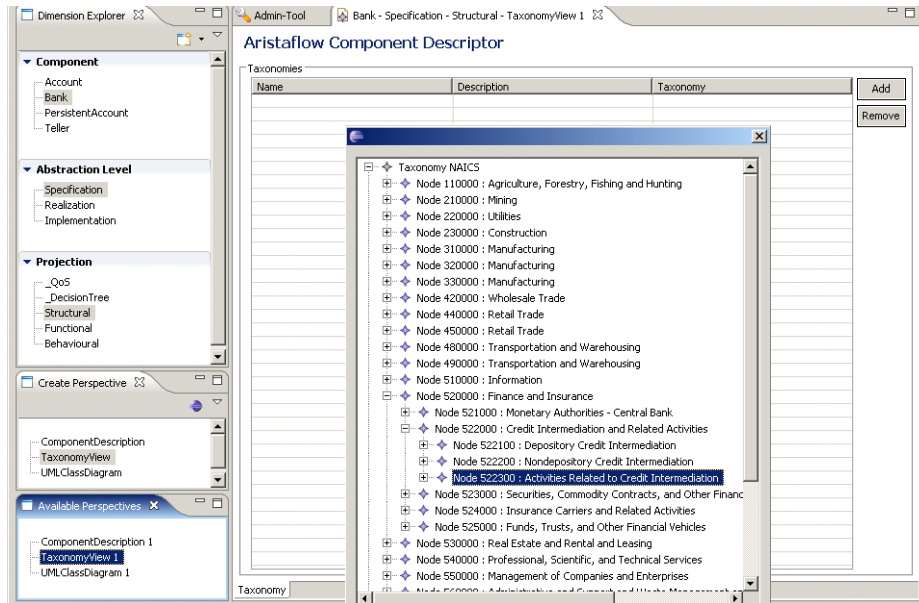 Dimension Explorer
Component
Account
Bank
PersistentAccount
Teller
Abstraction Level
Specification
Realization
Implementation
Projection
_QoS
_DecisionTree
Structural
Functional
Behavioural
Create Perspective
ComponentDescription
TaxonomyView
UMLClassDiagram
Available Perspectives
ComponentDescription 1
TaxonomyView 1
UMLClassDiagram 1
Admin-Tool
Bank - Specification - Structural - TaxonomyView 1
Aristaflow Component Descriptor
Taxonomies
Name Description Taxonomy
Add
Remove
Taxonomy NAICS
Node 110000 : Agriculture, Forestry, Fishing and Hunting
Node 210000 : Mining
Node 220000 : Utilities
Node 230000 : Construction
Node 310000 : Manufacturing
Node 320000 : Manufacturing
Node 330000 : Manufacturing
Node 420000 : Wholesale Trade
Node 440000 : Retail Trade
Node 450000 : Retail Trade
Node 480000 : Transportation and Warehousing
Node 490000 : Transportation and Warehousing
Node 510000 : Information
Node 520000 : Finance and Insurance
Node 521000 : Monetary Authorities - Central Bank
Node 522000 : Credit Intermediation and Related Activities
Node 522100 : Depository Credit Intermediation
Node 522200 : Nondepository Credit Intermediation
Node 522300 : Activities Related to Credit Intermediation
Node 523000 : Securities, Commodity Contracts, and Other Financ
Node 524000 : Insurance Carriers and Related Activities
Node 525000 : Funds, Trusts, and Other Financial Vehicles
Node 530000 : Real Estate and Rental and Leasing
Node 540000 : Professional, Scientific, and Technical Services
Node 550000 : Management of Companies and Enterprises
Node 560000 : Administrative and Support and Waste Management
Taxonomy